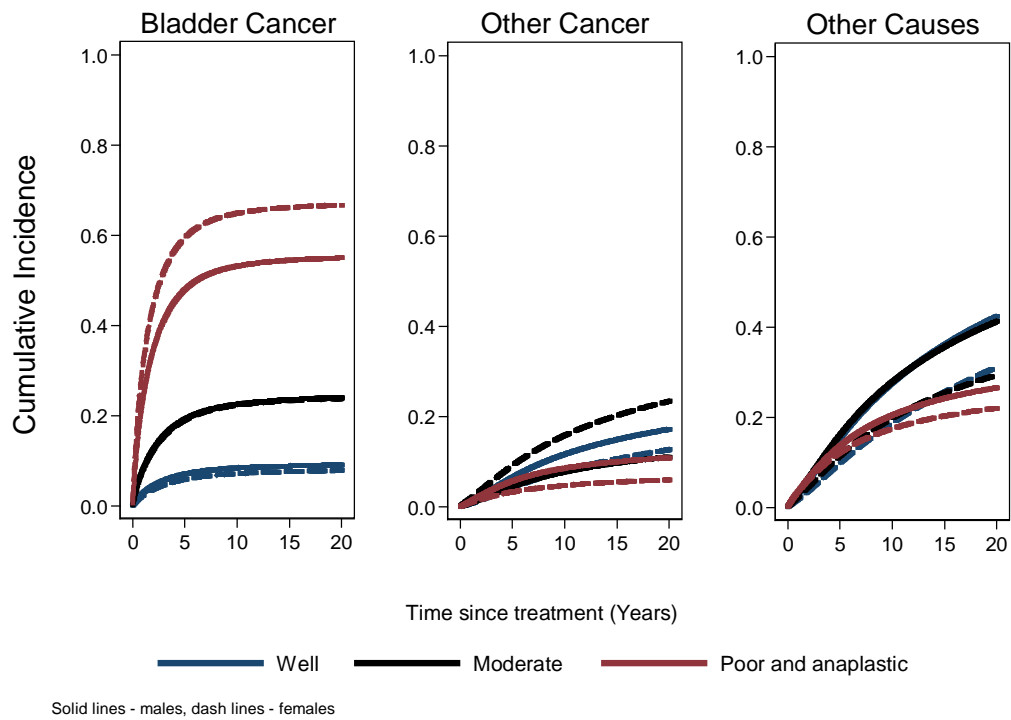 Bladder Cancer
Other Cancer
Other Causes
Cumulative Incidence
1.0
0.8
0.6
0.4
0.2
0.0
0 5 10 15 20
1.0
0.8
0.6
0.4
0.2
0.0
0 5 10 15 20
1.0
0.8
0.6
0.4
0.2
0.0
0 5 10 15 20
Time since treatment (Years)
Well Moderate Poor and anaplastic
Solid lines - males, dash lines - females